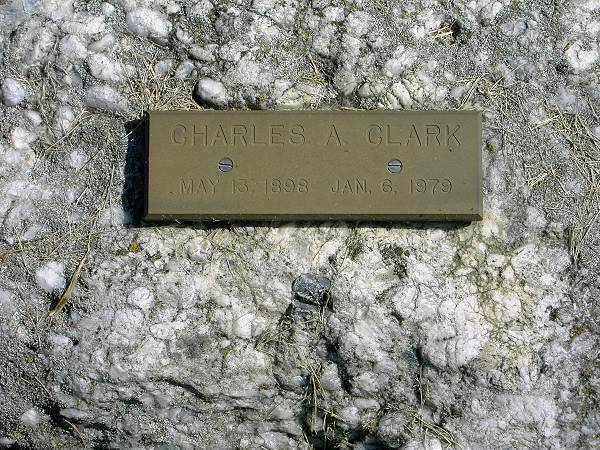 CHARLES A. CLARK
MAY 13, 1898 JAN. 6, 1979